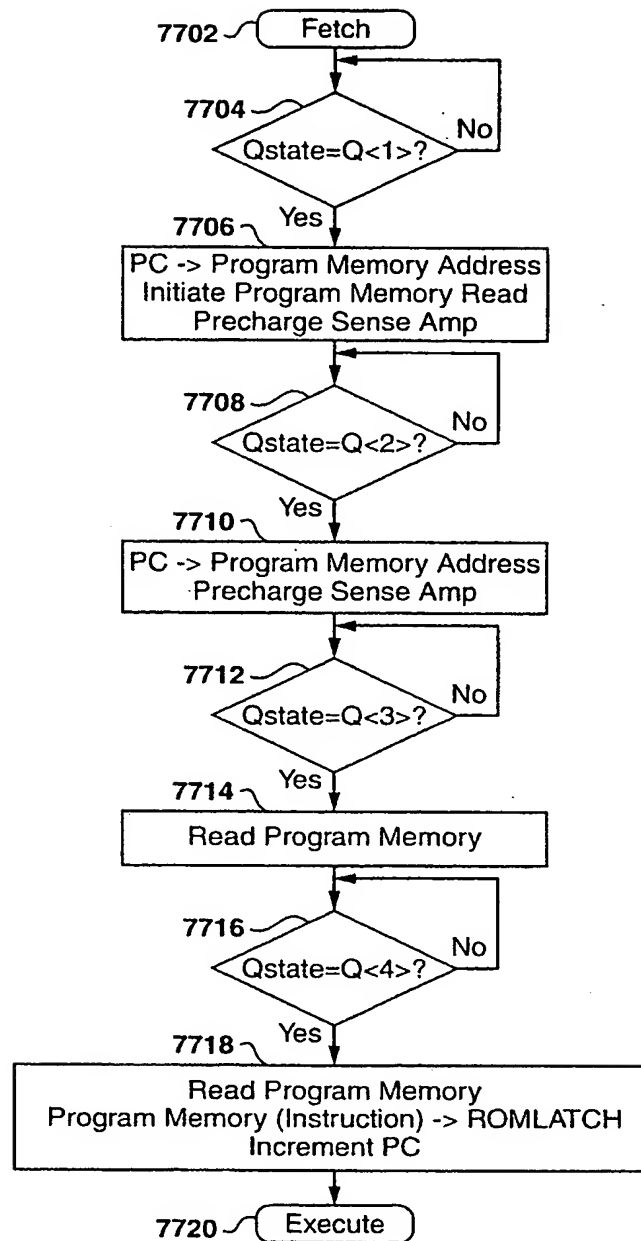 7702
Fetch
7704
Qstate=Q<1>?
No
Yes
7706
PC -> Program Memory Address
Initiate Program Memory Read
Precharge Sense Amp
7708
Qstate=Q<2>?
No
Yes
7710
PC -> Program Memory Address
Precharge Sense Amp
7712
Qstate=Q<3>?
No
Yes
7714
Read Program Memory
7716
Qstate=Q<4>?
No
Yes
7718
Read Program Memory
Program Memory (Instruction) -> ROMLATCH
Increment PC
7720
Execute